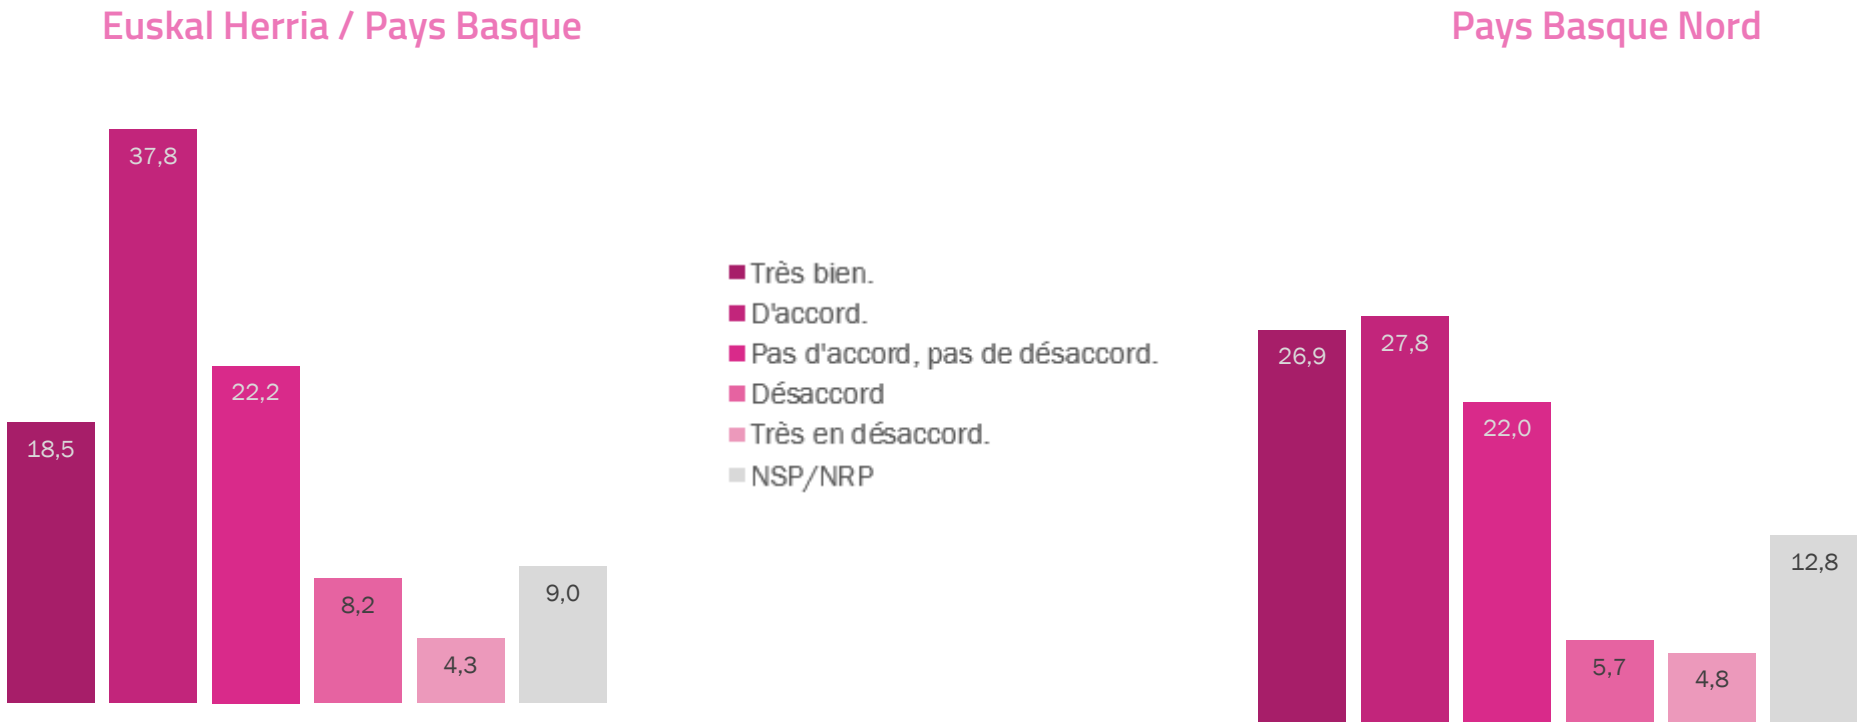 Euskal Herria / Pays Basque
Pays Basque Nord
37,8
18,5
22,2
8,2
4,3
9,0
Très bien.
D'accord.
Pas d'accord, pas de désaccord.
Désaccord
Très en désaccord.
NSP/NRP
26,9
27,8
22,0
5,7
4,8
12,8